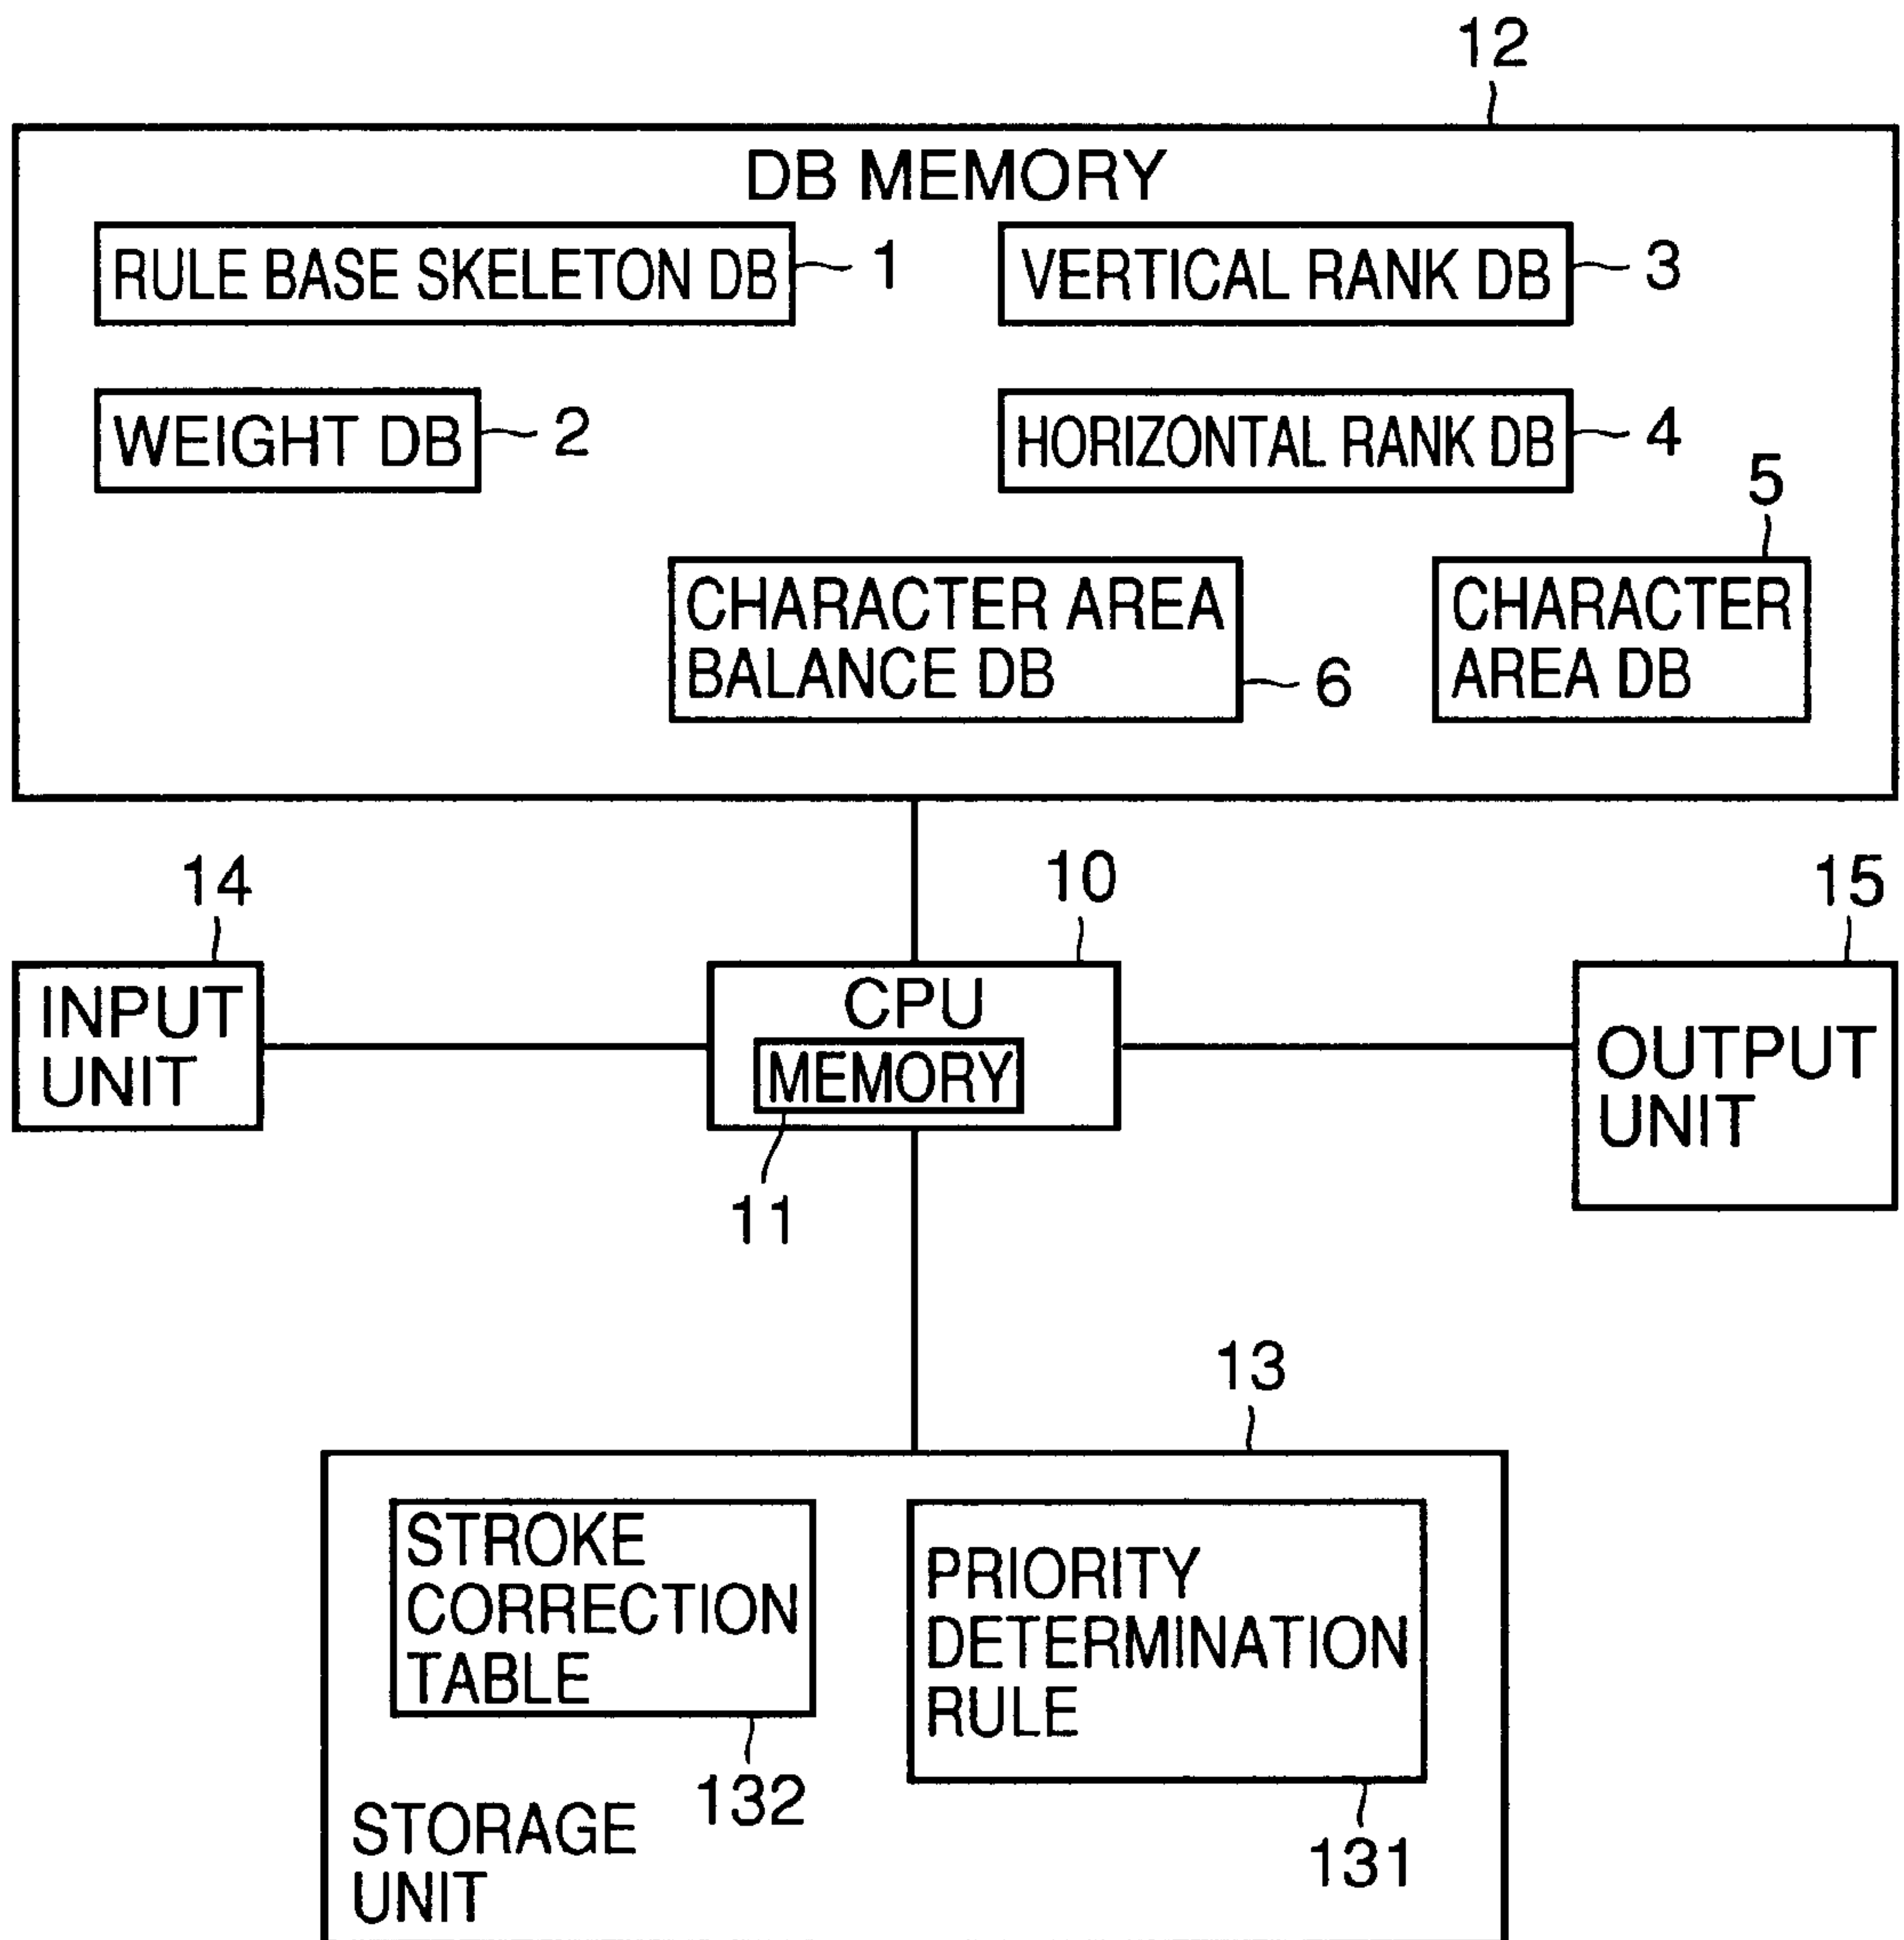 12
DB MEMORY
RULE BASE SKELETON DB
1
VERTICAL RANK DB
3
WEIGHT DB
2
HORIZONTAL RANK DB
4
5
CHARACTER AREA
BALANCE DB
6
CHARACTER
AREA DB
14
10
15
INPUT
UNIT
CPU
MEMORY
11
OUTPUT
UNIT
13
STROKE
CORRECTION
TABLE
132
PRIORITY
DETERMINATION
RULE
131
STORAGE
UNIT